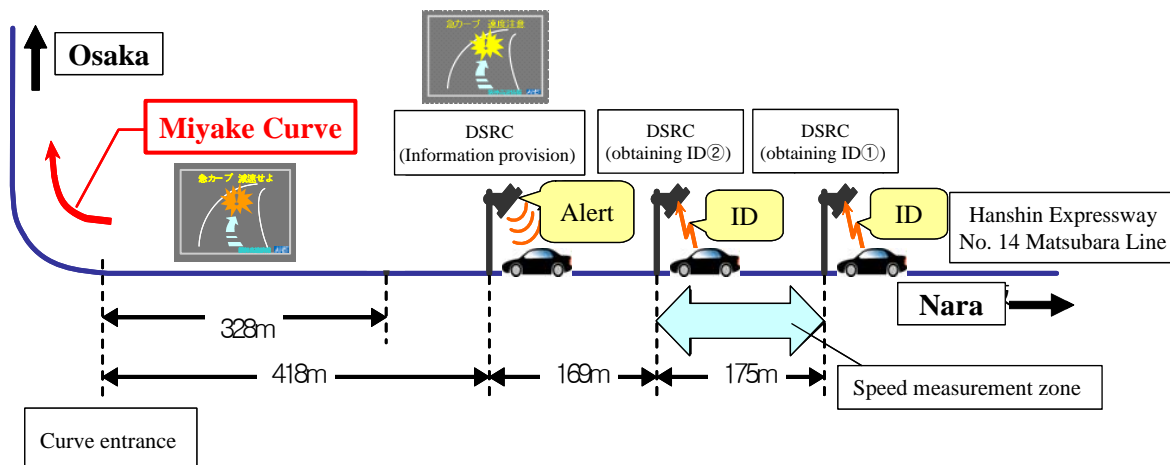 急カーブ 速度注意
!
Osaka
Miyake Curve
DSRC
(Information provision)
DSRC
(obtaining ID②)
DSRC
(obtaining ID①)
急カーブ 減速せよ
!
Alert
ID
ID
Hanshin Expressway
No. 14 Matsubara Line
Nara
328m
418m
169m
175m
Speed measurement zone
Curve entrance